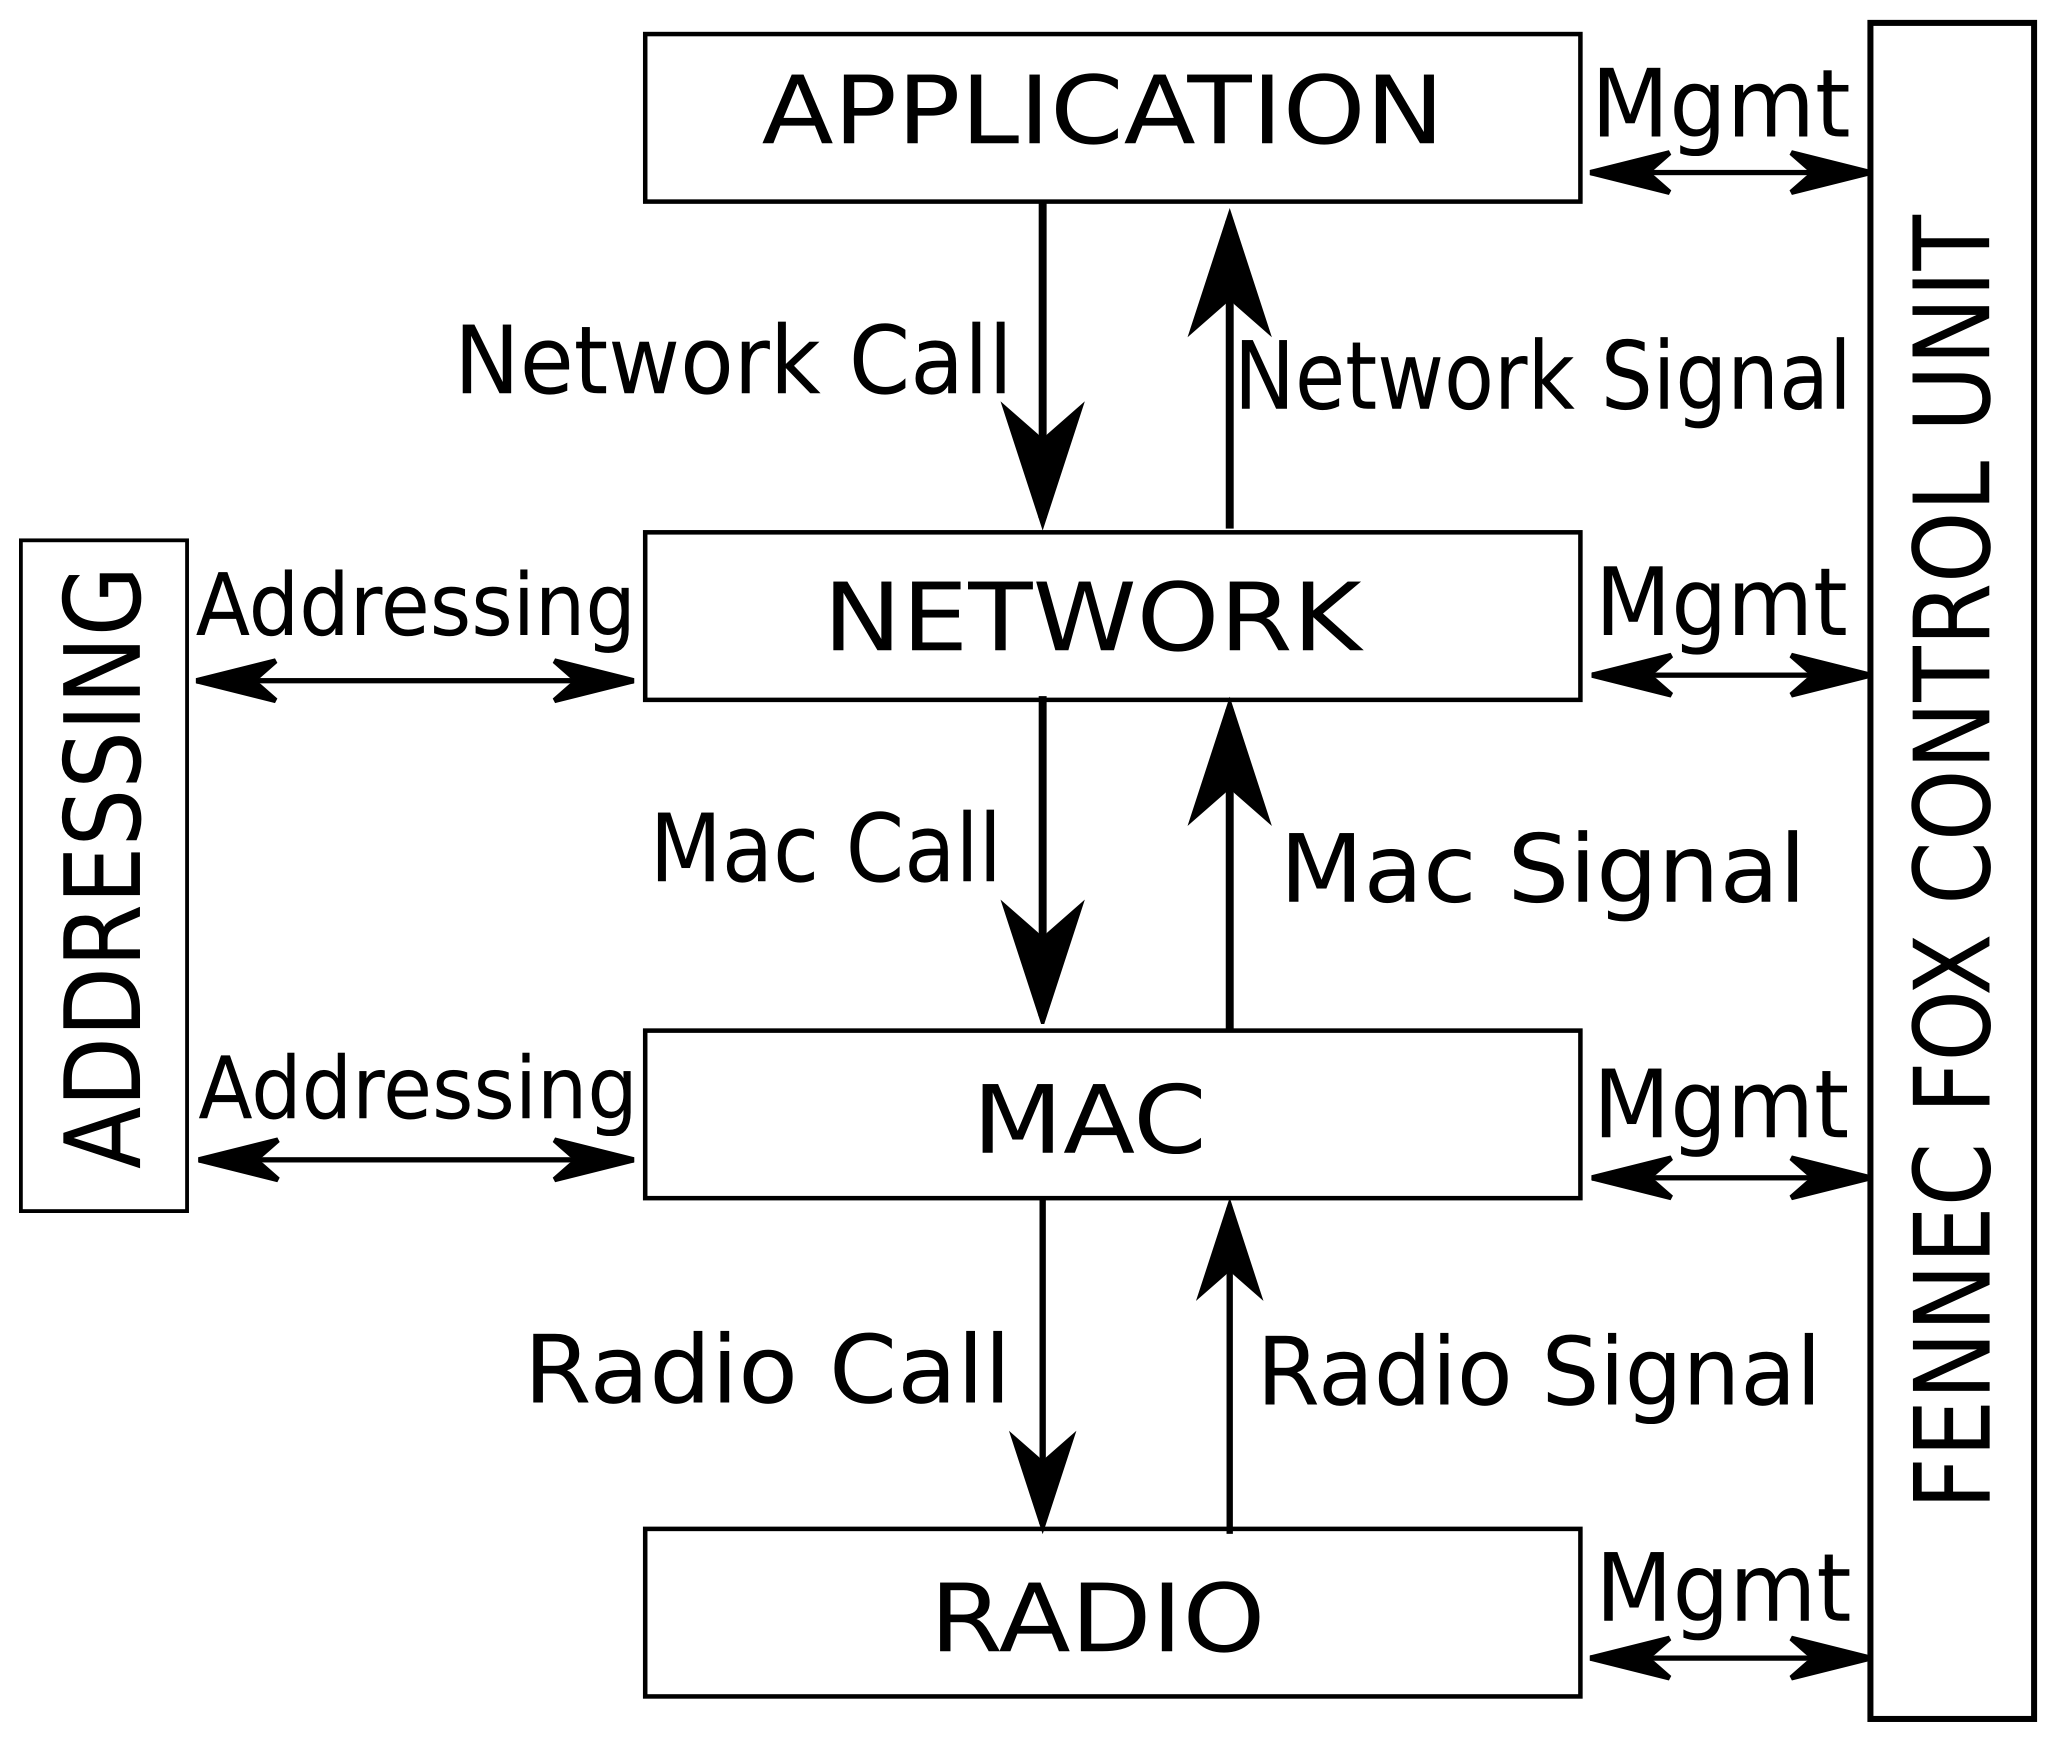 APPLICATION
Mgmt
Network Call
Network Signal
ADDRESSING
Addressing
NETWORK
Mgmt
FENNEC FOX CONTROL UNIT
Mac Call
Mac Signal
Addressing
MAC
Mgmt
Radio Call
Radio Signal
RADIO
Mgmt